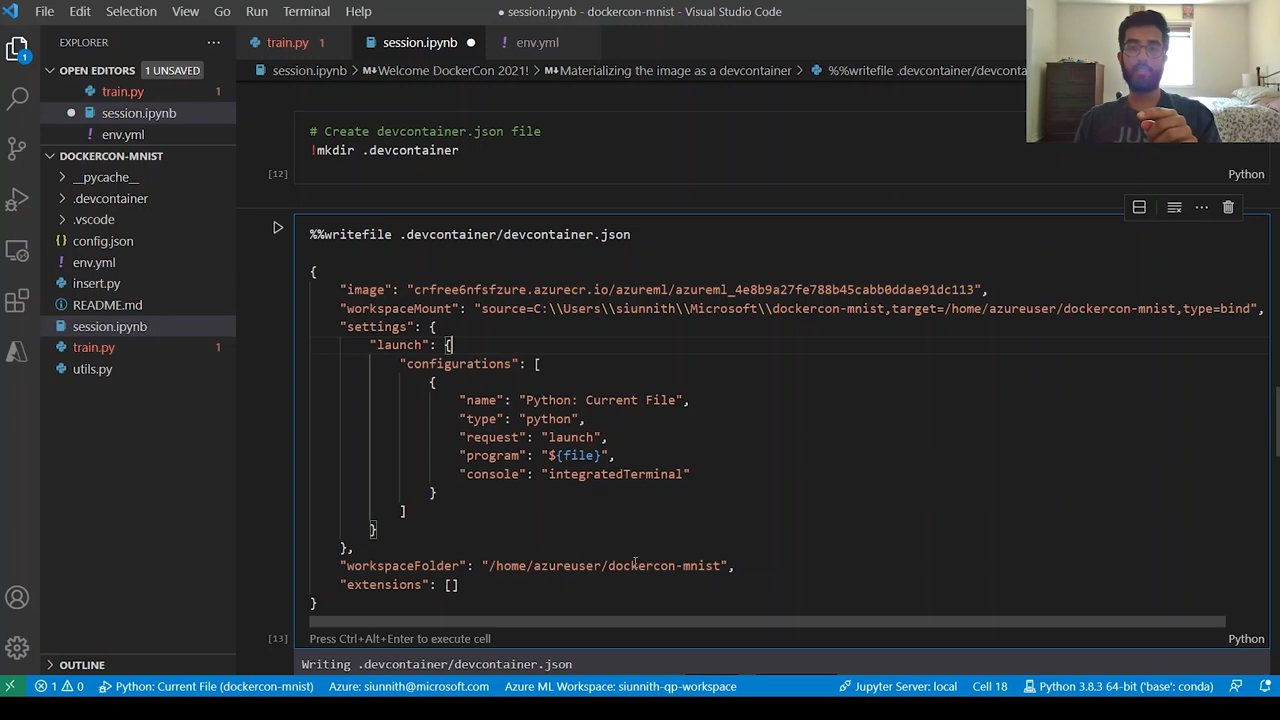 File Edit Selection View Go Run Terminal Help
● session.ipynb - dockercon-mnist - Visual Studio Code
EXPLORER ···
train.py 1
session.ipynb ●
env.yml
OPEN EDITORS 1 UNSAVED
train.py 1
● session.ipynb
env.yml
DOCKERCON-MNIST
__pycache__
.devcontainer
.vscode
{} config.json
! env.yml
insert.py
README.md
session.ipynb
train.py 1
utils.py
OUTLINE
session.ipynb > M↓Welcome DockerCon 2021! > M↓Materializing the image as a devcontainer > %%writefile .devcontainer/devconta
# Create devcontainer.json file
!mkdir .devcontainer
[12] Python
%%writefile .devcontainer/devcontainer.json
{
"image": "crfree6nfsfzure.azurecr.io/azureml/azureml_4e8b9a27fe788b45cabb0ddae91dc113",
"workspaceMount": "source=C:\\Users\\siunnith\\Microsoft\\dockercon-mnist,target=/home/azureuser/dockercon-mnist,type=bind",
"settings": {
"launch": {
"configurations": [
{
"name": "Python: Current File",
"type": "python",
"request": "launch",
"program": "${file}",
"console": "integratedTerminal"
}
]
}
},
"workspaceFolder": "/home/azureuser/dockercon-mnist",
"extensions": []
}
[13] Press Ctrl+Alt+Enter to execute cell Python
Writing .devcontainer/devcontainer.json
1 0 Python: Current File (dockercon-mnist) Azure: siunnith@microsoft.com Azure ML Workspace: siunnith-qp-workspace Jupyter Server: local Cell 18 Python 3.8.3 64-bit ('base': conda)